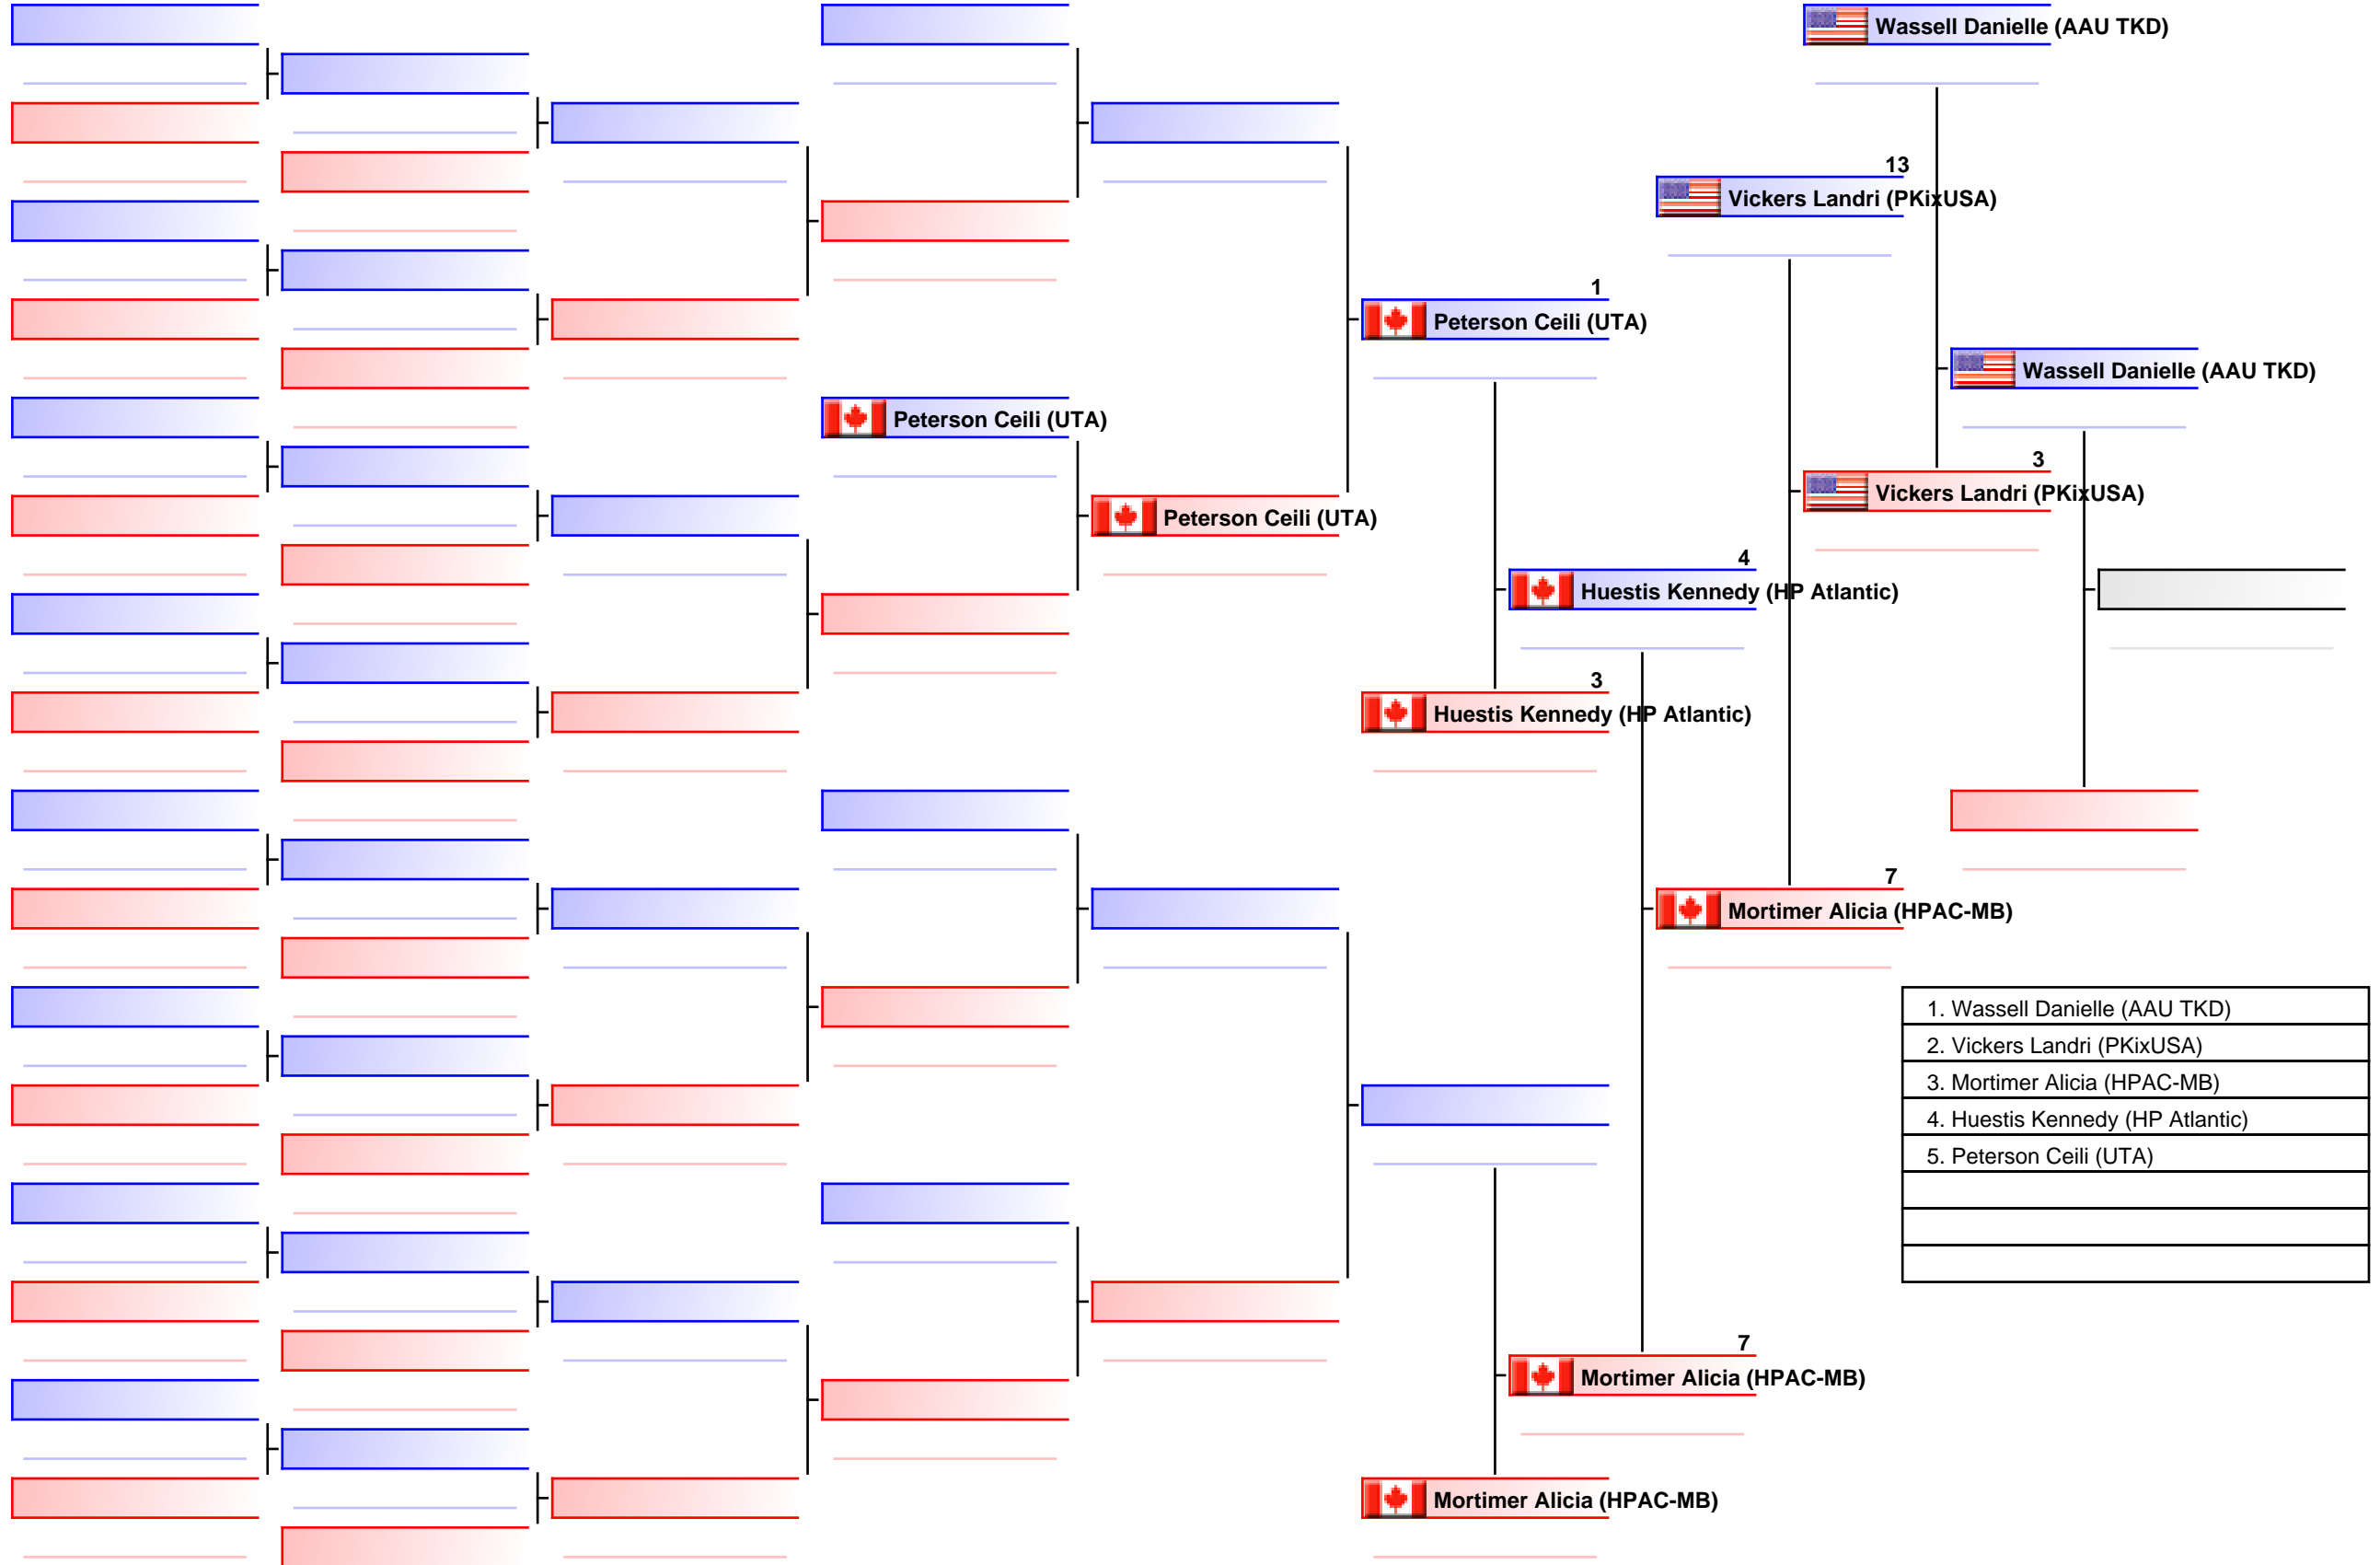 Wassell Danielle (AAU TKD)
13
Vickers Landri (PKixUSA)
1
Peterson Ceili (UTA)
Wassell Danielle (AAU TKD)
Peterson Ceili (UTA)
3
Vickers Landri (PKixUSA)
Peterson Ceili (UTA)
4
Huestis Kennedy (HP Atlantic)
3
Huestis Kennedy (HP Atlantic)
7
Mortimer Alicia (HPAC-MB)
1. Wassell Danielle (AAU TKD)
2. Vickers Landri (PKixUSA)
3. Mortimer Alicia (HPAC-MB)
4. Huestis Kennedy (HP Atlantic)
5. Peterson Ceili (UTA)
7
Mortimer Alicia (HPAC-MB)
Mortimer Alicia (HPAC-MB)